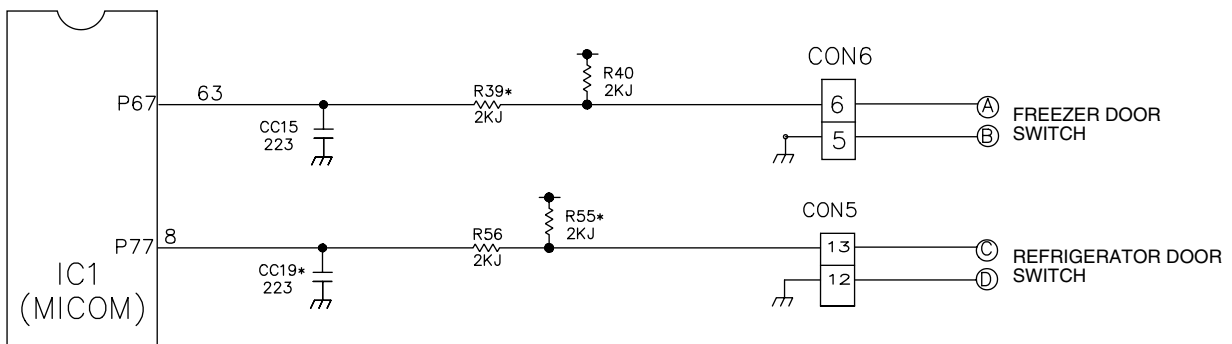 CON6
R40
2KJ
P67 63 R39* 6 Ⓐ
2KJ
CC15
223
5 Ⓑ
FREEZER DOOR
SWITCH
CON5
R55*
2KJ
P77 8 R56 13 Ⓒ
2KJ
CC19*
223
12 Ⓓ
REFRIGERATOR DOOR
SWITCH
IC1
(MICOM)